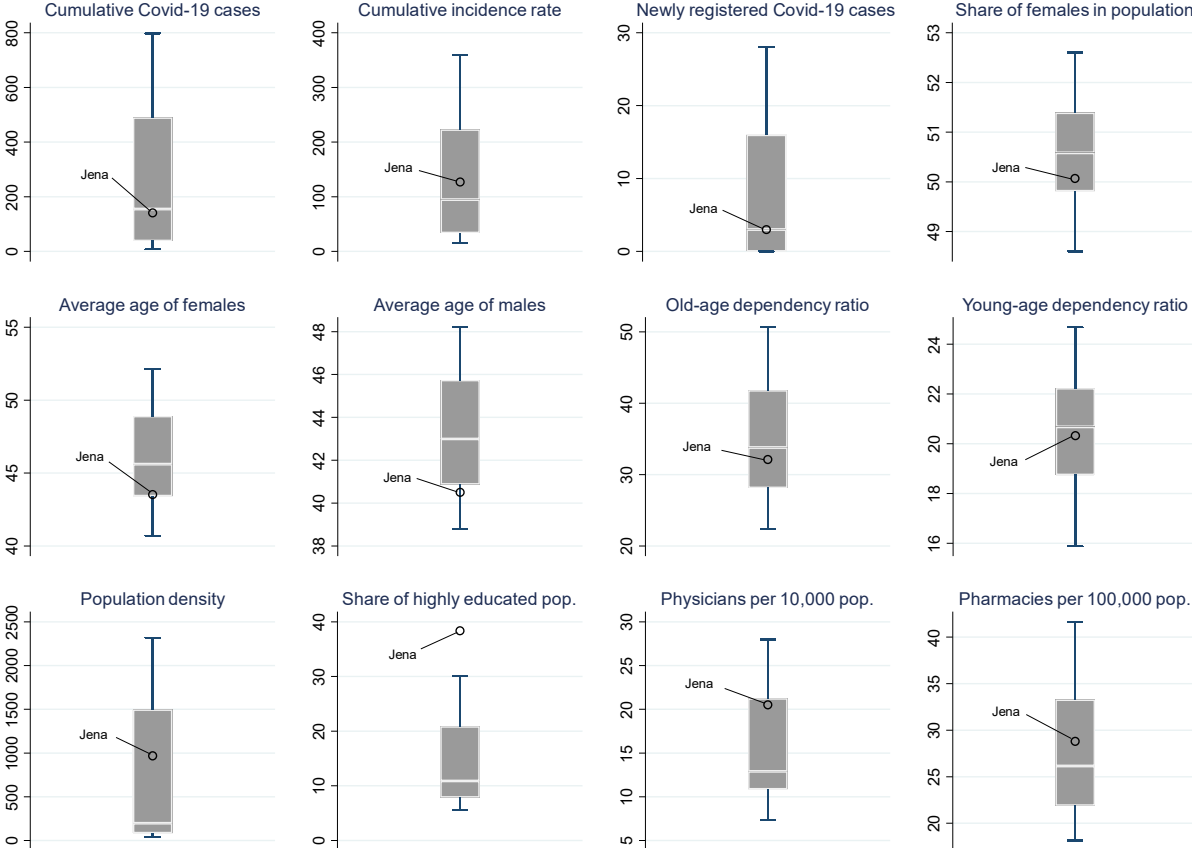 Cumulative Covid-19 cases
800
600
400
200
0
Jena
Cumulative incidence rate
400
300
200
100
0
Jena
Newly registered Covid-19 cases
30
20
10
0
Jena
Share of females in population
53
52
51
50
49
Jena
Average age of females
55
50
45
40
Jena
Average age of males
48
46
44
42
40
38
Jena
Old-age dependency ratio
50
40
30
20
Jena
Young-age dependency ratio
24
22
20
18
16
Jena
Population density
2500
2000
1500
1000
500
0
Jena
Share of highly educated pop.
40
30
20
10
0
Jena
Physicians per 10,000 pop.
30
25
20
15
10
5
Jena
Pharmacies per 100,000 pop.
40
35
30
25
20
Jena